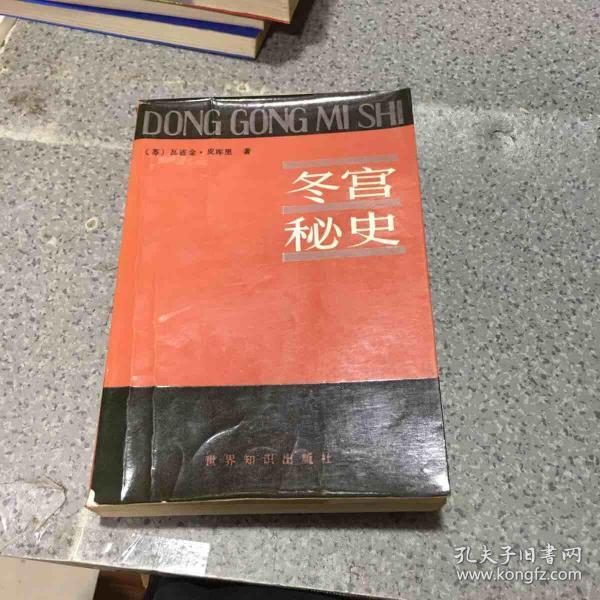 DONG GONG MI SHI
（苏）瓦连金·皮库里 著
冬宫
秘史
世界知识出版社
孔夫子旧书网
www.kongfz.com